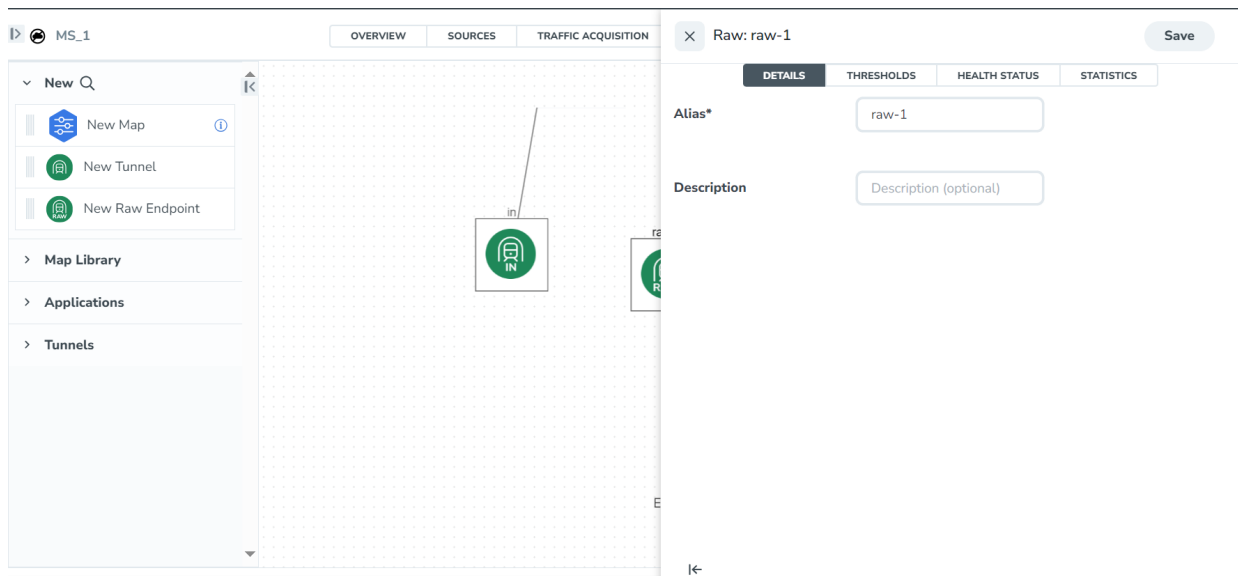 MS_1
OVERVIEW SOURCES TRAFFIC ACQUISITION
Raw: raw-1
Save
New
New Map
New Tunnel
New Raw Endpoint
Map Library
Applications
Tunnels
in
IN
DETAILS THRESHOLDS HEALTH STATUS STATISTICS
Alias*
raw-1
Description
Description (optional)